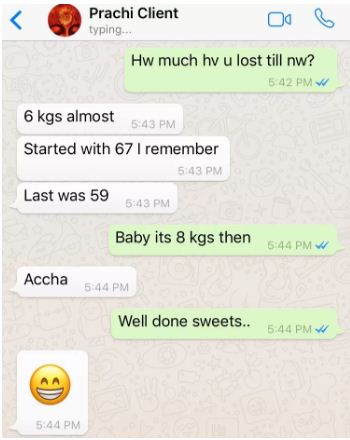 Prachi Client
typing...
Hw much hv u lost till nw?
5:42 PM
6 kgs almost
5:43 PM
Started with 67 I remember
5:43 PM
Last was 59
5:43 PM
Baby its 8 kgs then
5:44 PM
Accha
5:44 PM
Well done sweets..
5:44 PM
5:44 PM